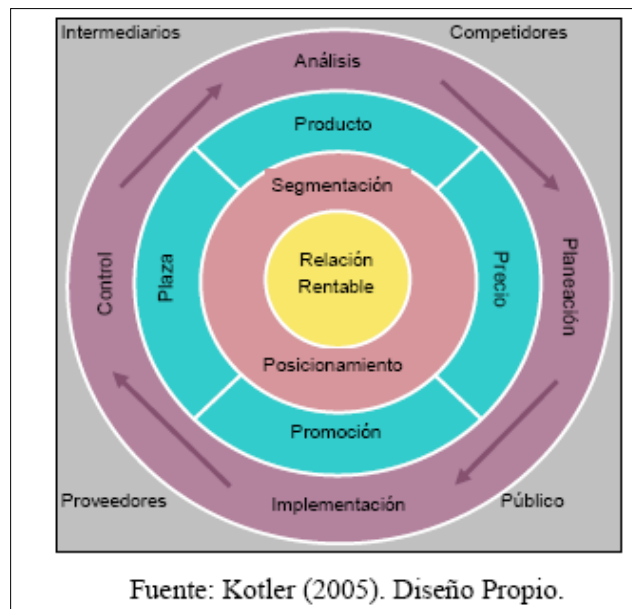 Intermediarios
Competidores
Análisis
Producto
Segmentación
Relación
Rentable
Control
Plaza
Precio
Planeación
Posicionamiento
Promoción
Implementación
Proveedores
Público
Fuente: Kotler (2005). Diseño Propio.